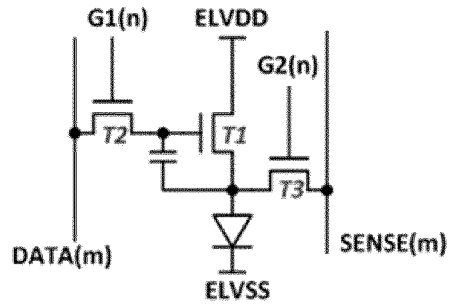 G1(n)
ELVDD
G2(n)
T2
T1
T3
DATA(m)
SENSE(m)
ELVSS